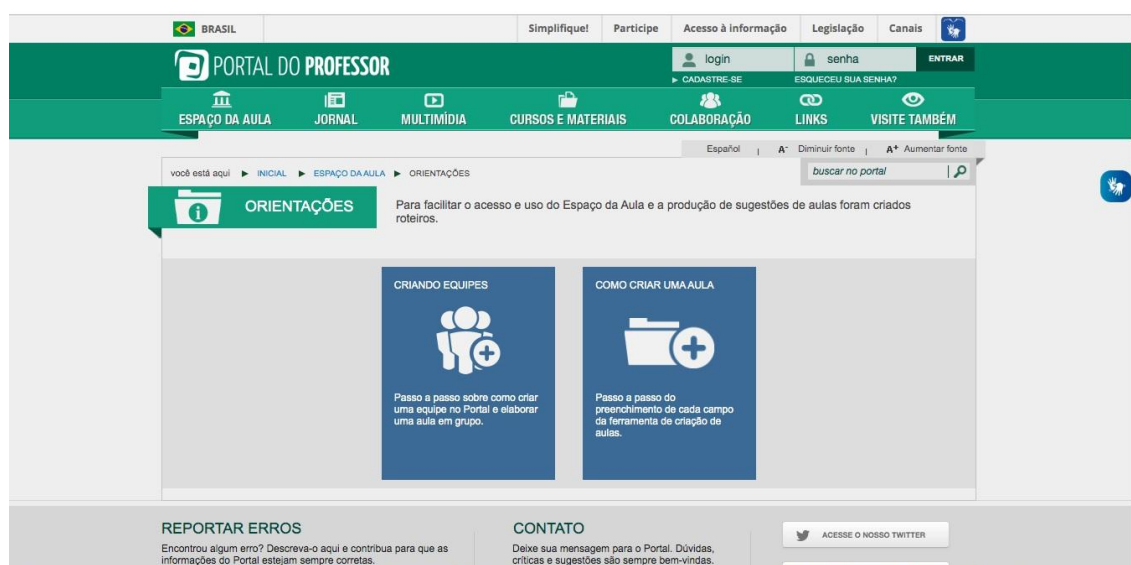 BRASIL
Simplifique! Participe Acesso à informação Legislação Canais
PORTAL DO PROFESSOR
login senha ENTRAR
CADASTRE-SE ESQUECEU SUA SENHA?
ESPAÇO DA AULA JORNAL MULTIMÍDIA CURSOS E MATERIAIS COLABORAÇÃO LINKS VISITE TAMBÉM
Español | A- Diminuir fonte | A+ Aumentar fonte
você está aqui ► INICIAL ► ESPAÇO DA AULA ► ORIENTAÇÕES
buscar no portal
ORIENTAÇÕES
Para facilitar o acesso e uso do Espaço da Aula e a produção de sugestões de aulas foram criados
roteiros.
CRIANDO EQUIPES
Passo a passo sobre como criar
uma equipe no Portal e elaborar
uma aula em grupo.
COMO CRIAR UMA AULA
Passo a passo do
preenchimento de cada campo
da ferramenta de criação de
aulas.
REPORTAR ERROS
Encontrou algum erro? Descreva-o aqui e contribua para que as
informações do Portal estejam sempre corretas.
CONTATO
Deixe sua mensagem para o Portal. Dúvidas,
críticas e sugestões são sempre bem-vindas.
ACESSE O NOSSO TWITTER